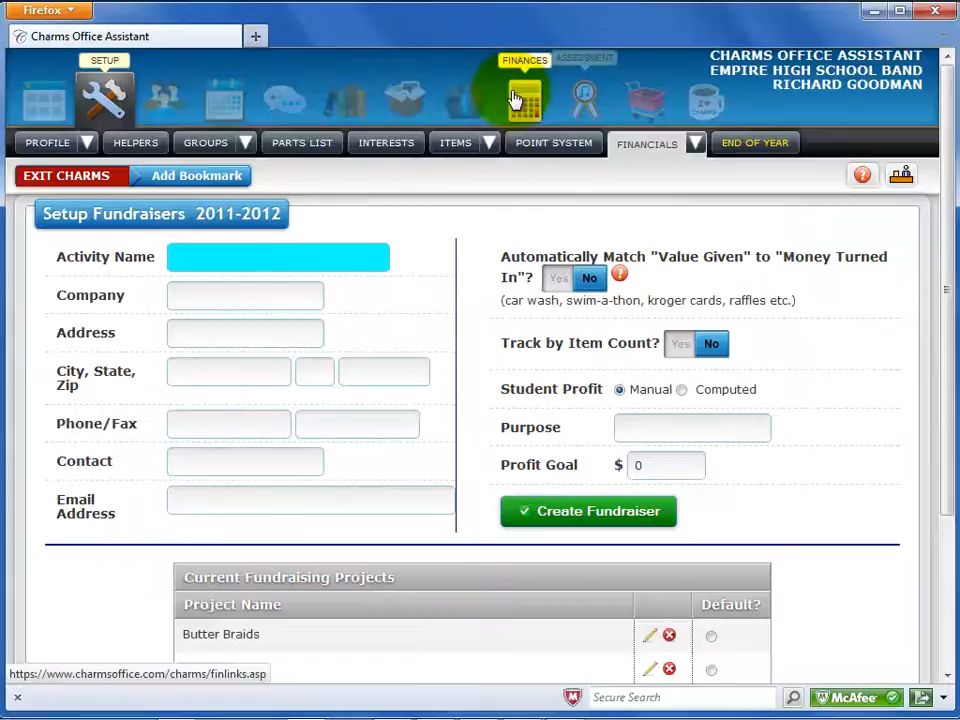 Firefox
Charms Office Assistant
SETUP
FINANCES
ASSESSMENT
CHARMS OFFICE ASSISTANT
EMPIRE HIGH SCHOOL BAND
RICHARD GOODMAN
PROFILE
HELPERS
GROUPS
PARTS LIST
INTERESTS
ITEMS
POINT SYSTEM
FINANCIALS
END OF YEAR
EXIT CHARMS
Add Bookmark
Setup Fundraisers 2011-2012
Activity Name
Company
Address
City, State,
Zip
Phone/Fax
Contact
Email
Address
Automatically Match "Value Given" to "Money Turned
In"? Yes No
(car wash, swim-a-thon, kroger cards, raffles etc.)
Track by Item Count? Yes No
Student Profit Manual Computed
Purpose
Profit Goal $ 0
Create Fundraiser
Current Fundraising Projects
Project Name Default?
Butter Braids
https://www.charmsoffice.com/charms/finlinks.asp
Secure Search
McAfee